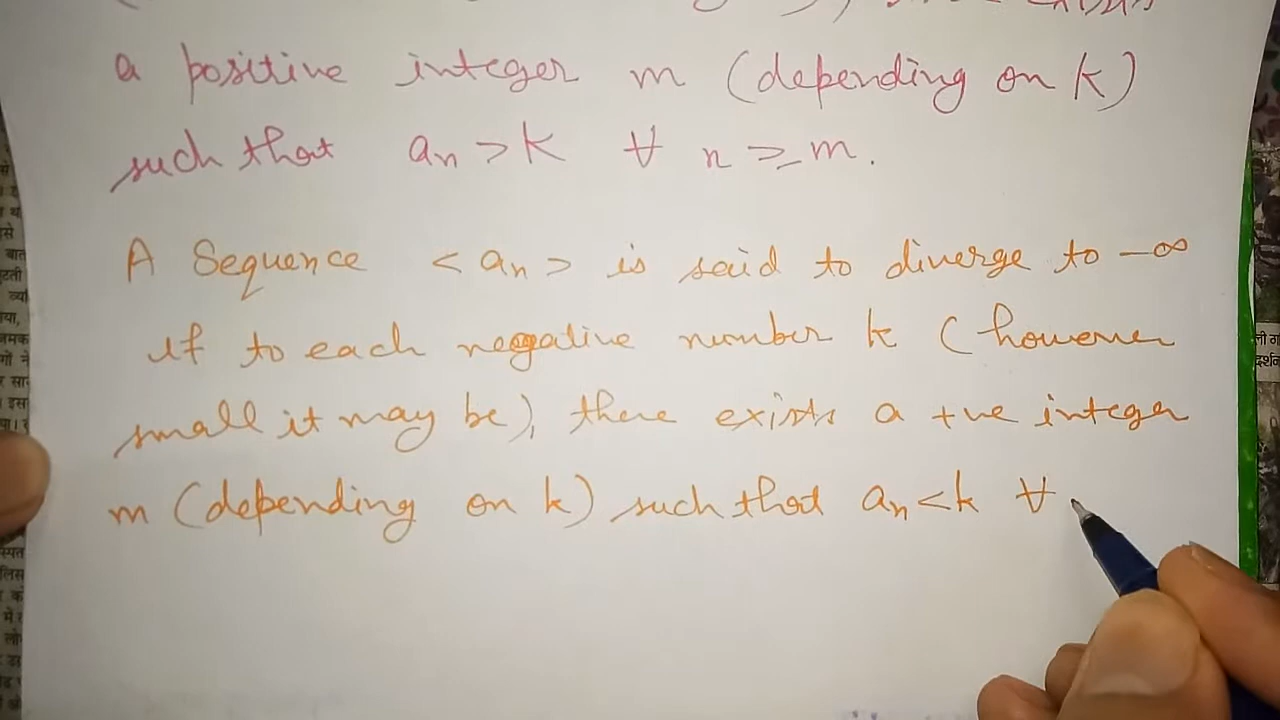 a positive integer m (depending on k)
such that an > k ∀ n ≥ m.
A Sequence < an > is said to diverge to -∞
if to each negative number k (however
small it may be), there exists a +ve integer
m (depending on k) such that an < k ∀